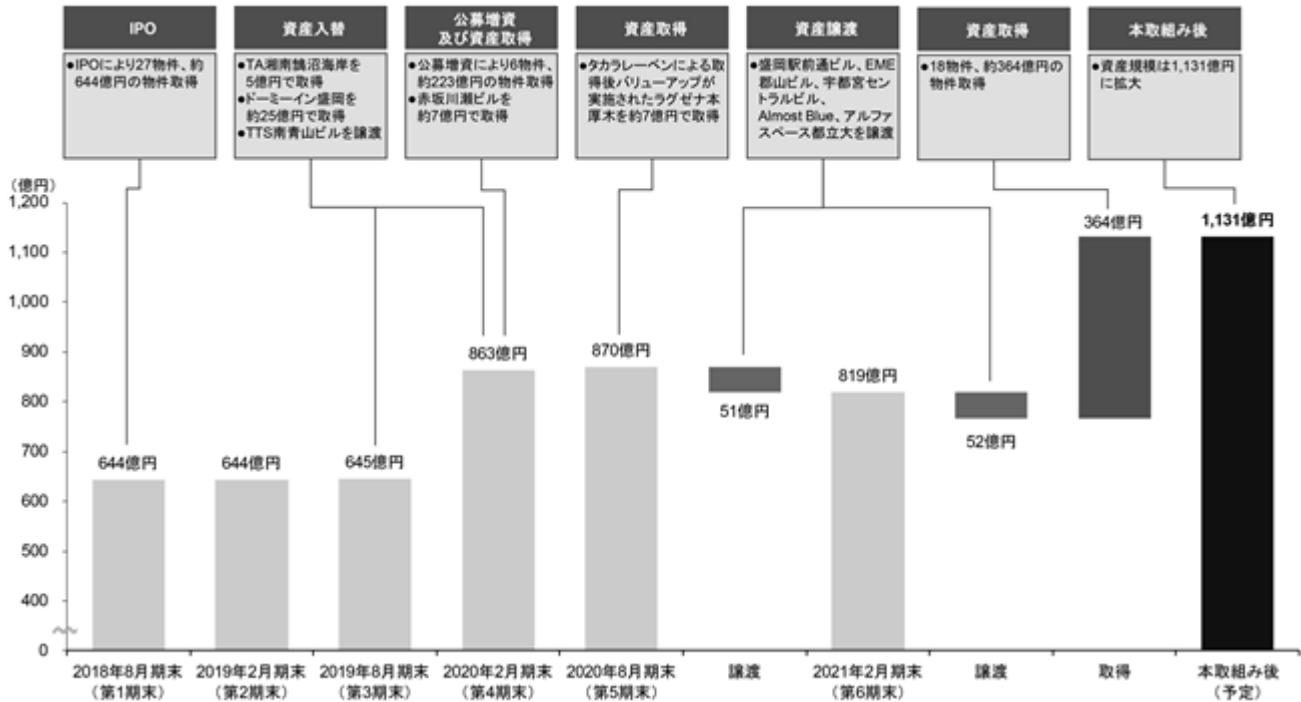 IPO
●IPOにより27物件、約
644億円の物件取得
資産入替
●TA湘南鵠沼海岸を
5億円で取得
●ドーミーイン盛岡を
約25億円で取得
●TTS南青山ビルを譲渡
公募増資
及び資産取得
●公募増資により6物件、
約223億円の物件取得
●赤坂川瀬ビルを
約7億円で取得
資産取得
●タカラレーベンによる取
得後バリューアップが
実施されたラグゼナ本
厚木を約7億円で取得
資産譲渡
●盛岡駅前通ビル、EME
郡山ビル、宇都宮セン
トラルビル、
Almost Blue、アルファ
スペース都立大を譲渡
資産取得
●18物件、約364億円の
物件取得
本取組み後
●資産規模は1,131億円
に拡大
(億円)
1,200
1,100
1,000
900
800
700
600
500
400
0
644億円
644億円
645億円
863億円
870億円
51億円
819億円
52億円
364億円
1,131億円
2018年8月期末
(第1期末)
2019年2月期末
(第2期末)
2019年8月期末
(第3期末)
2020年2月期末
(第4期末)
2020年8月期末
(第5期末)
譲渡
2021年2月期末
(第6期末)
譲渡
取得
本取組み後
(予定)